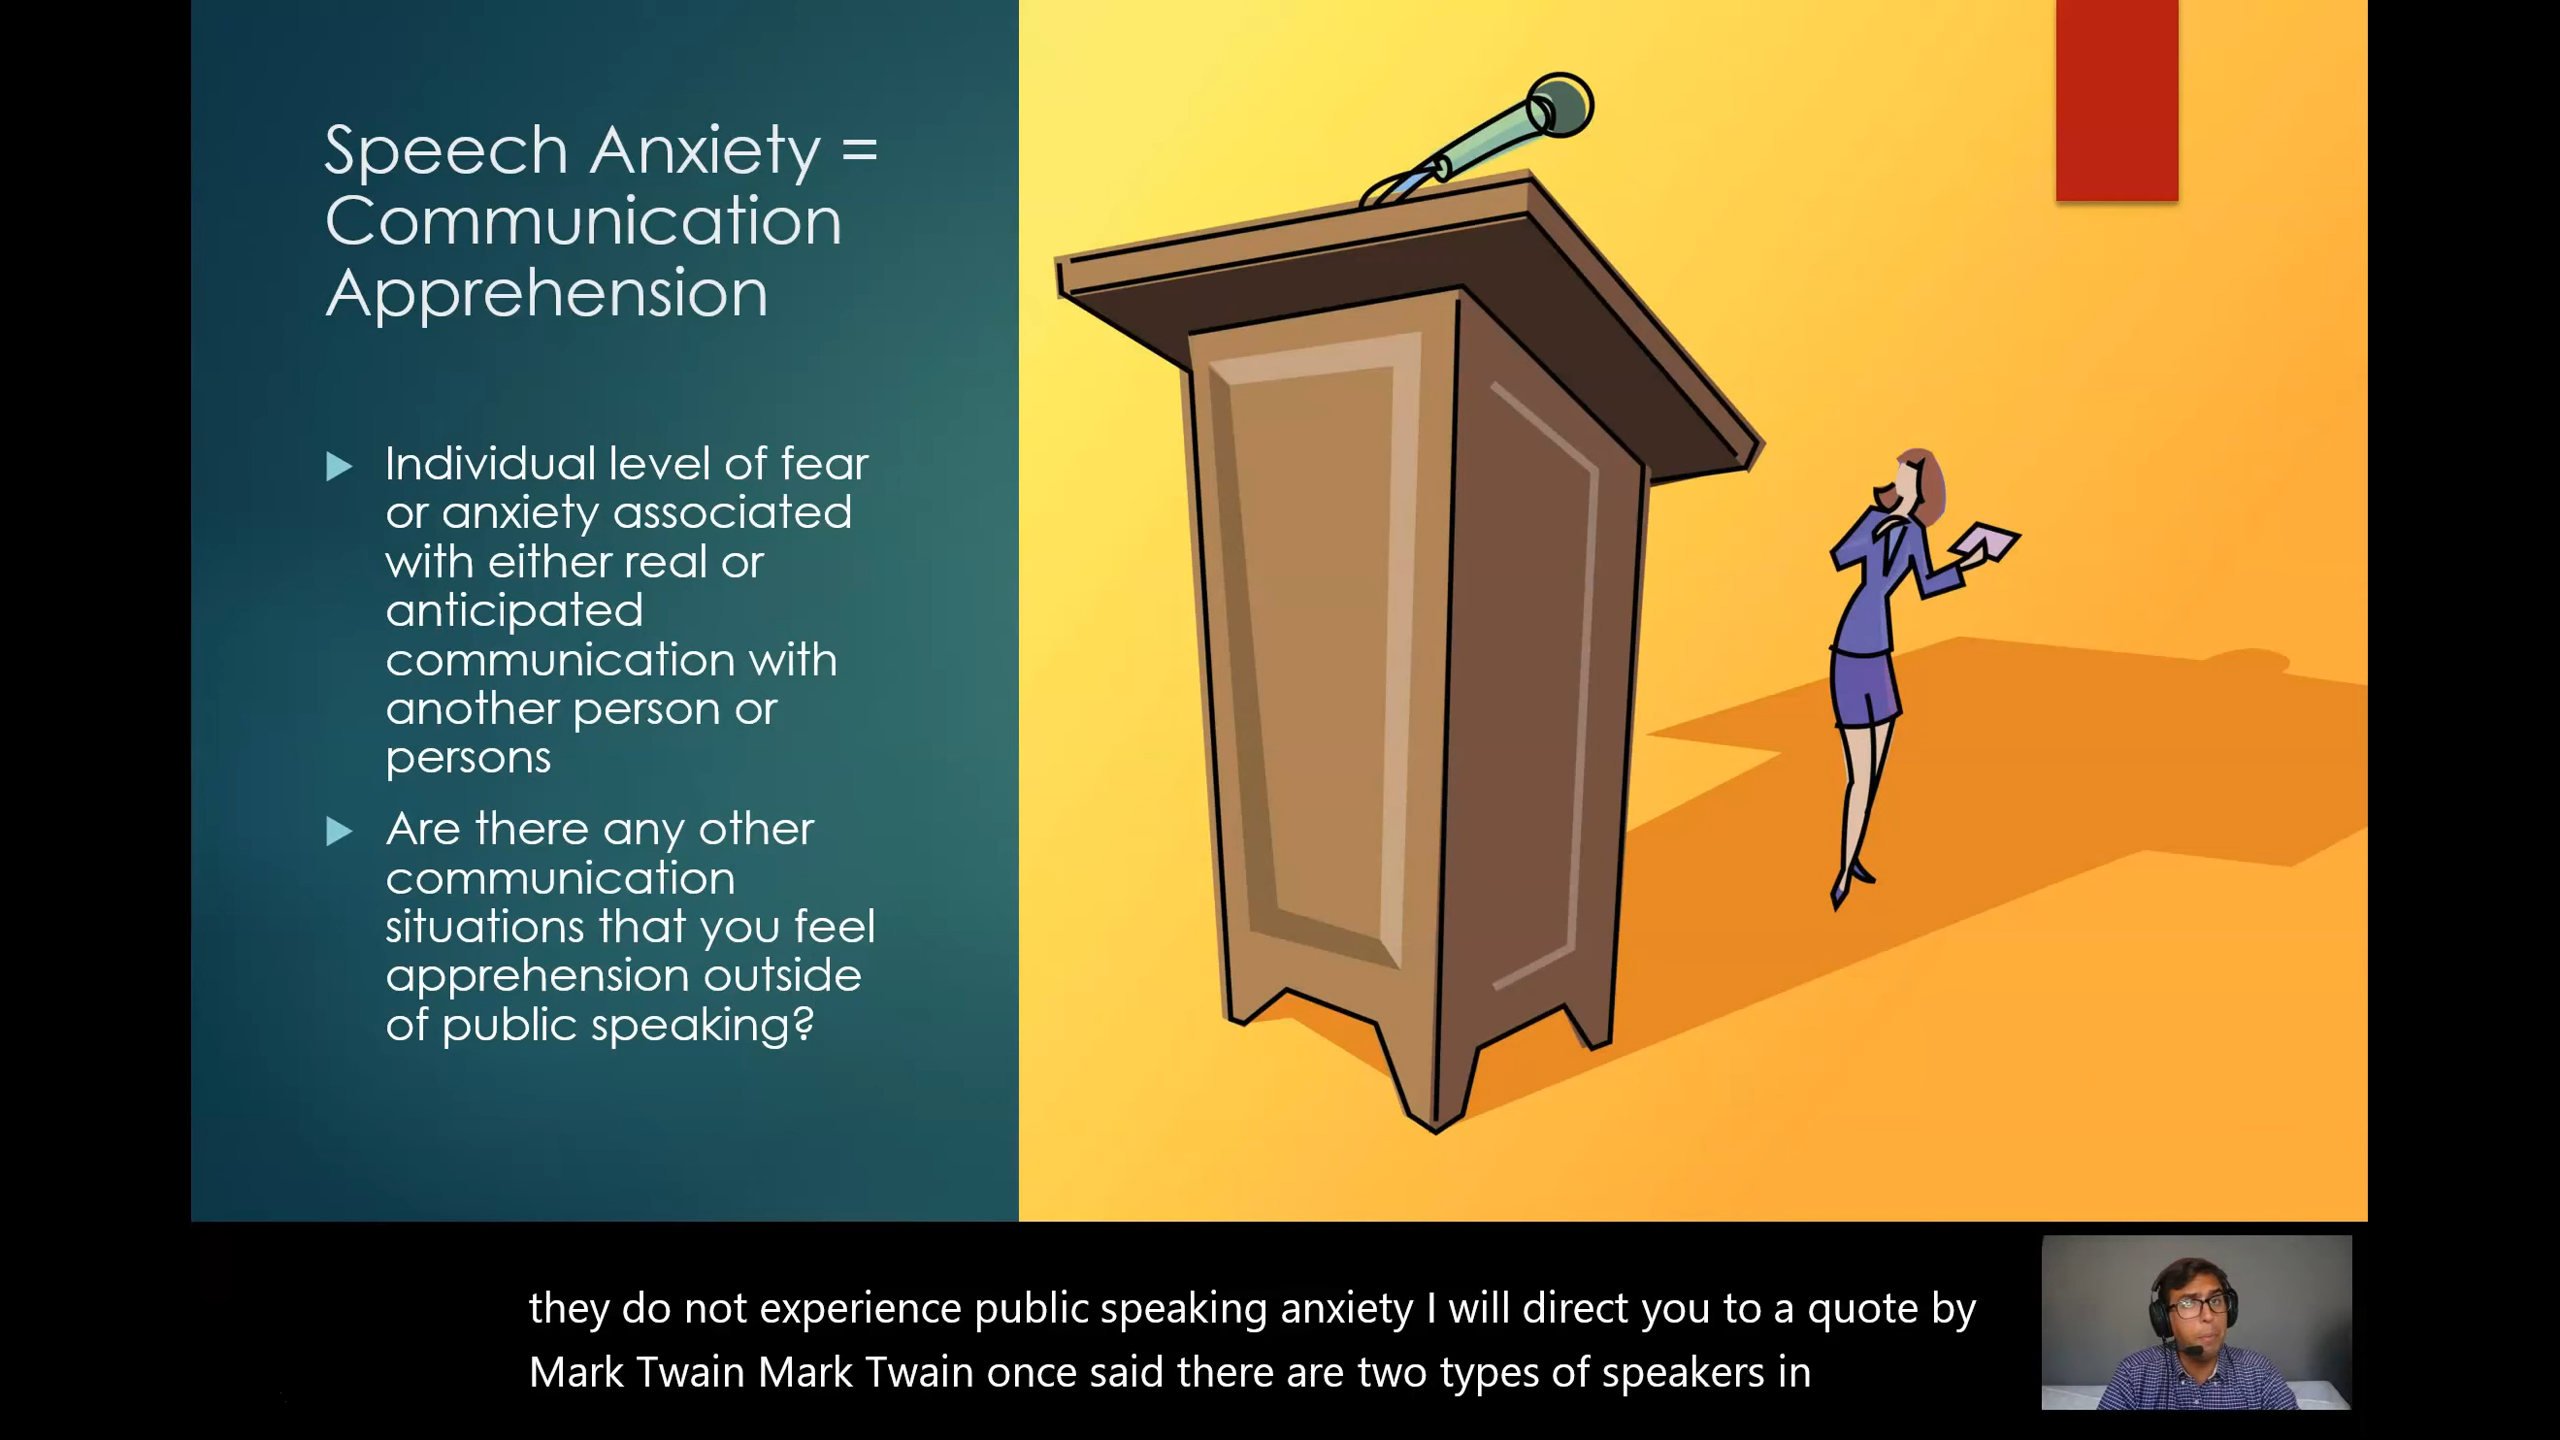 Speech Anxiety =
Communication
Apprehension
Individual level of fear
or anxiety associated
with either real or
anticipated
communication with
another person or
persons
Are there any other
communication
situations that you feel
apprehension outside
of public speaking?
they do not experience public speaking anxiety I will direct you to a quote by
Mark Twain Mark Twain once said there are two types of speakers in